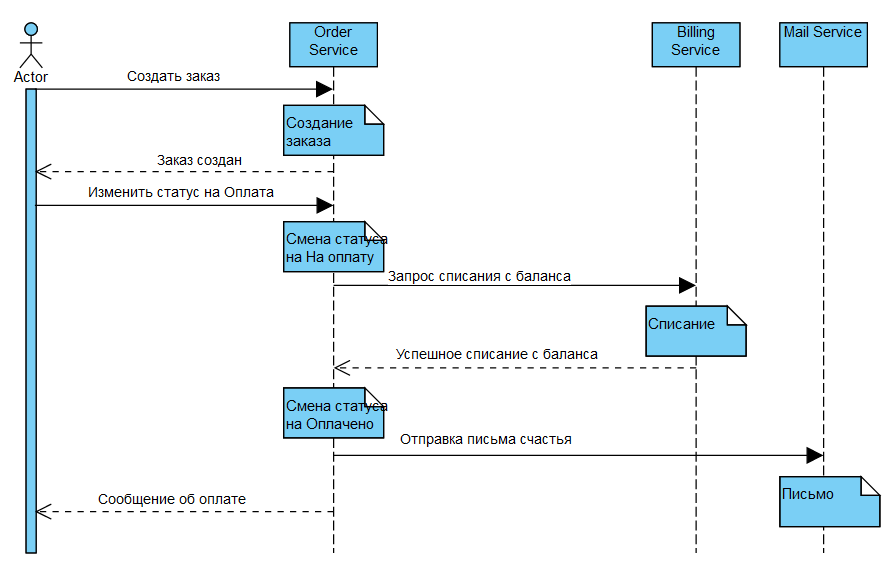 Order
Service
Billing
Service
Mail Service
Actor
Создать заказ
Создание
заказа
Заказ создан
Изменить статус на Оплата
Смена статуса
на На оплату
Запрос списания с баланса
Списание
Успешное списание с баланса
Смена статуса
на Оплачено
Отправка письма счастья
Письмо
Сообщение об оплате